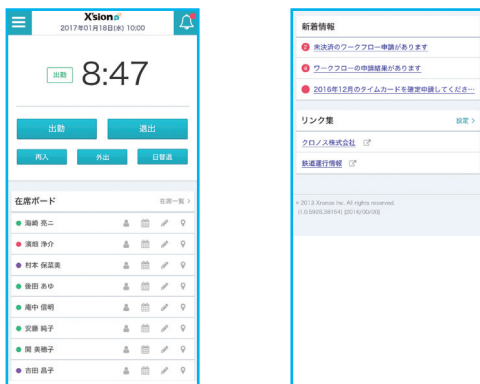 X'sion
2017年01月18日(水) 10:00
出勤 8:47
出勤 退出
再入 外出 日替退
在席ボード 在席一覧 >
海崎 亮二
濱畑 浄介
村本 保菜美
後田 あゆ
庵中 信明
安藤 純子
関 美穂子
吉田 昌子
新着情報
2 未決済のワークフロー申請があります
4 ワークフローの申請結果があります
2016年12月のタイムカードを確定申請してくださ…
リンク集 設定 >
クロノス株式会社
鉄道運行情報
© 2013 Xronos Inc. All rights reserved.